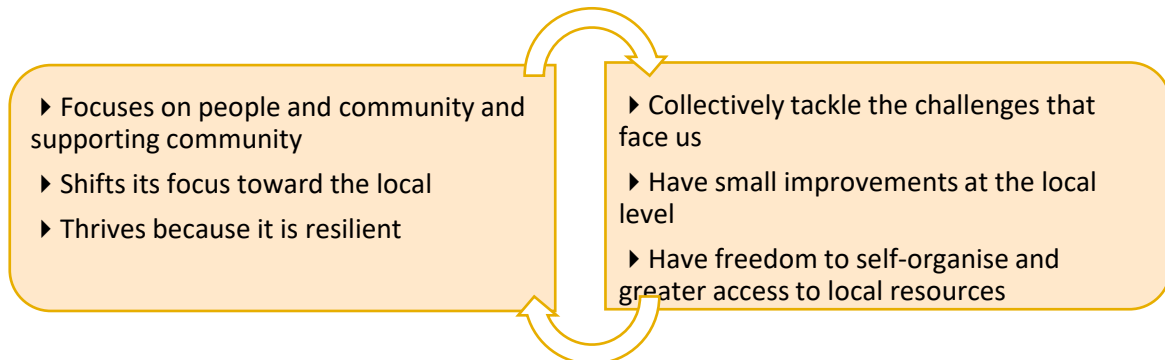 ▶ Focuses on people and community and
supporting community
▶ Shifts its focus toward the local
▶ Thrives because it is resilient
▶ Collectively tackle the challenges that
face us
▶ Have small improvements at the local
level
▶ Have freedom to self-organise and
greater access to local resources